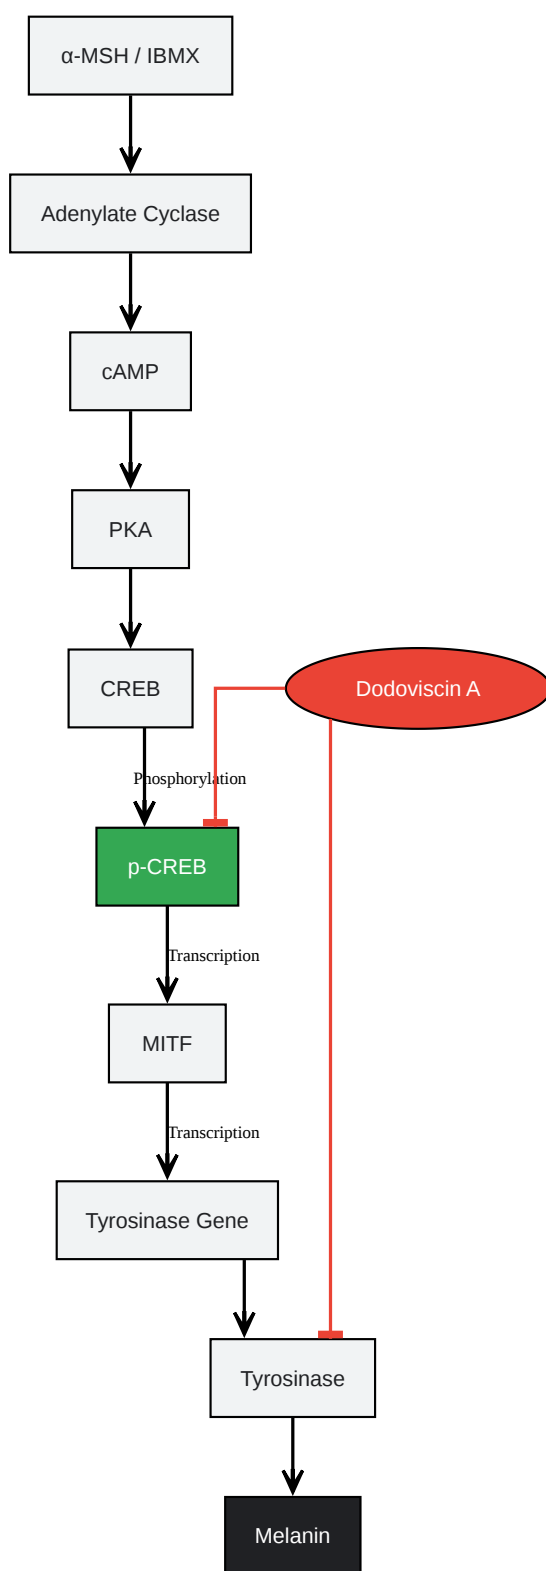 α-MSH / IBMX
Adenylate Cyclase
cAMP
PKA
CREB
Dodoviscin A
Phosphorylation
p-CREB
Transcription
MITF
Transcription
Tyrosinase Gene
Tyrosinase
Melanin